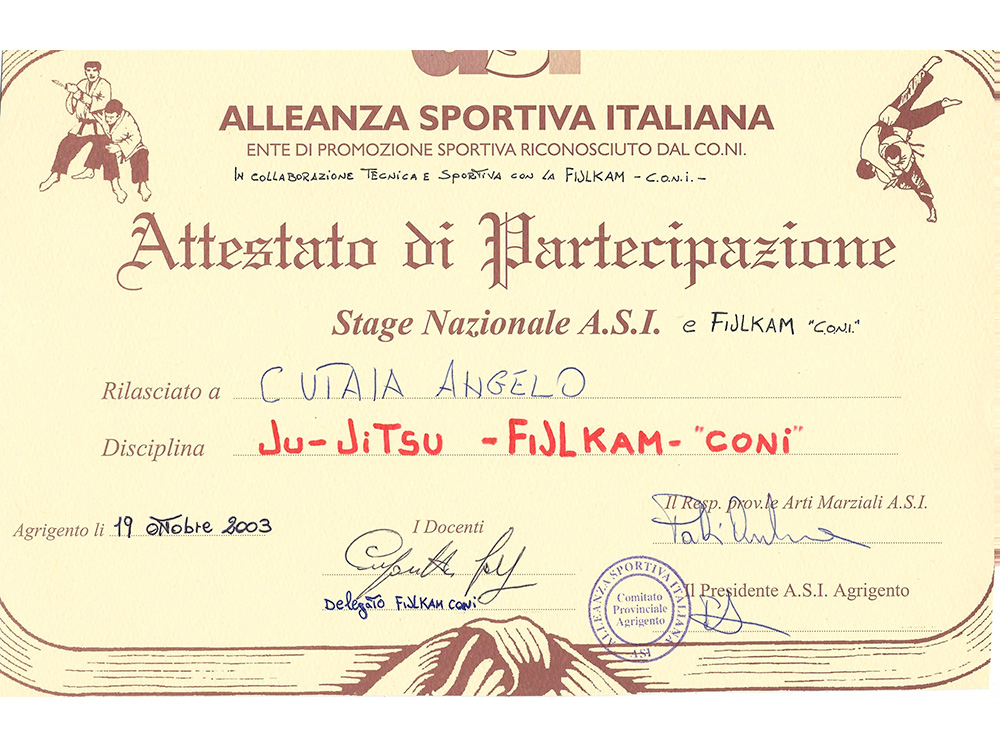 ALLEANZA SPORTIVA ITALIANA
ENTE DI PROMOZIONE SPORTIVA RICONOSCIUTO DAL CO.NI.
IN COLLABORAZIONE TECNICA E SPORTIVA CON LA FIJLKAM - C.O.N.I. -
Attestato di Partecipazione
Stage Nazionale A.S.I. e FIJLKAM "CONI."
Rilasciato a CUTAIA ANGELO
Disciplina JU-JITSU - FIJLKAM - "CONI"
Agrigento li 19 ottobre 2003
I Docenti
Delegato FIJLKAM CONI
Il Resp. prov.le Arti Marziali A.S.I.
Il Presidente A.S.I. Agrigento
ALLEANZA SPORTIVA ITALIANA
Comitato
Provinciale
Agrigento
ASI